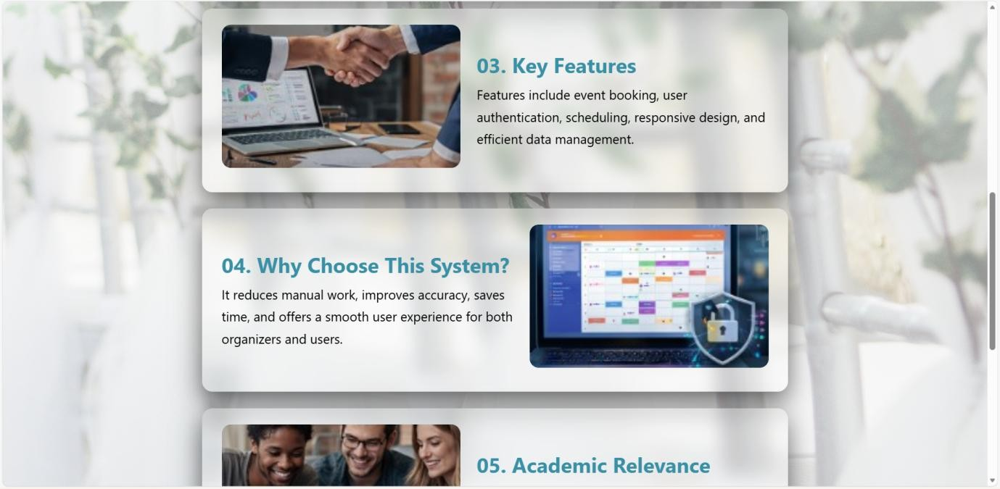 03. Key Features
Features include event booking, user
authentication, scheduling, responsive design, and
efficient data management.
04. Why Choose This System?
It reduces manual work, improves accuracy, saves
time, and offers a smooth user experience for both
organizers and users.
05. Academic Relevance